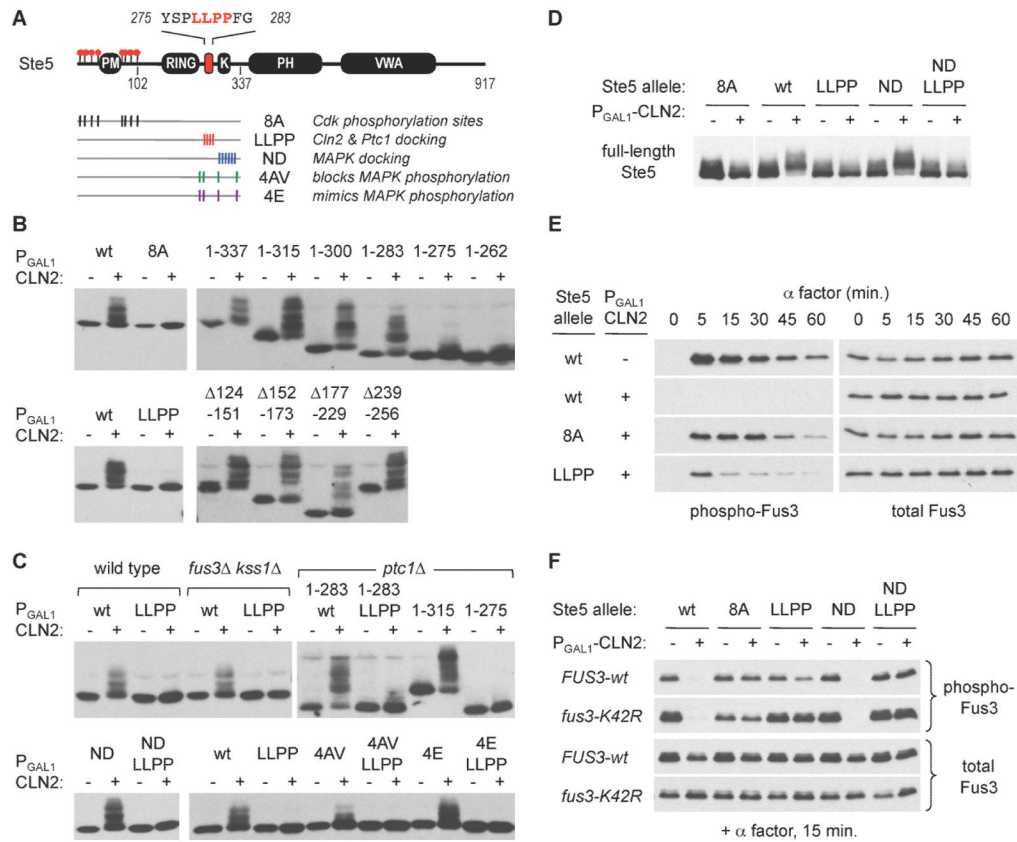 A
275 YSPLLPPFG 283
Ste5 PM RING K PH VWA
102 337 917
8A Cdk phosphorylation sites
LLPP Cln2 & Ptc1 docking
ND MAPK docking
4AV blocks MAPK phosphorylation
4E mimics MAPK phosphorylation
B
PGAL1 wt 8A 1-337 1-315 1-300 1-283 1-275 1-262
CLN2: - + - + - + - + - + - + - + - +
Δ124 Δ152 Δ177 Δ239
PGAL1 wt LLPP -151 -173 -229 -256
CLN2: - + - + - + - + - + - +
C
wild type fus3Δ kss1Δ ptc1Δ
1-283 1-283
PGAL1 wt LLPP wt LLPP wt LLPP 1-315 1-275
CLN2: - + - + - + - + - + - + - + - +
ND 4AV 4E
PGAL1 ND LLPP wt LLPP 4AV LLPP 4E LLPP
CLN2: - + - + - + - + - + - + - + - +
D
ND
Ste5 allele: 8A wt LLPP ND LLPP
PGAL1-CLN2: - + - + - + - + - +
full-length
Ste5
E
Ste5 PGAL1 α factor (min.)
allele CLN2 0 5 15 30 45 60 0 5 15 30 45 60
wt -
wt +
8A +
LLPP +
phospho-Fus3 total Fus3
F
ND
Ste5 allele: wt 8A LLPP ND LLPP
PGAL1-CLN2: - + - + - + - + - +
FUS3-wt
fus3-K42R
phospho-
Fus3
FUS3-wt
fus3-K42R
total
Fus3
+ α factor, 15 min.